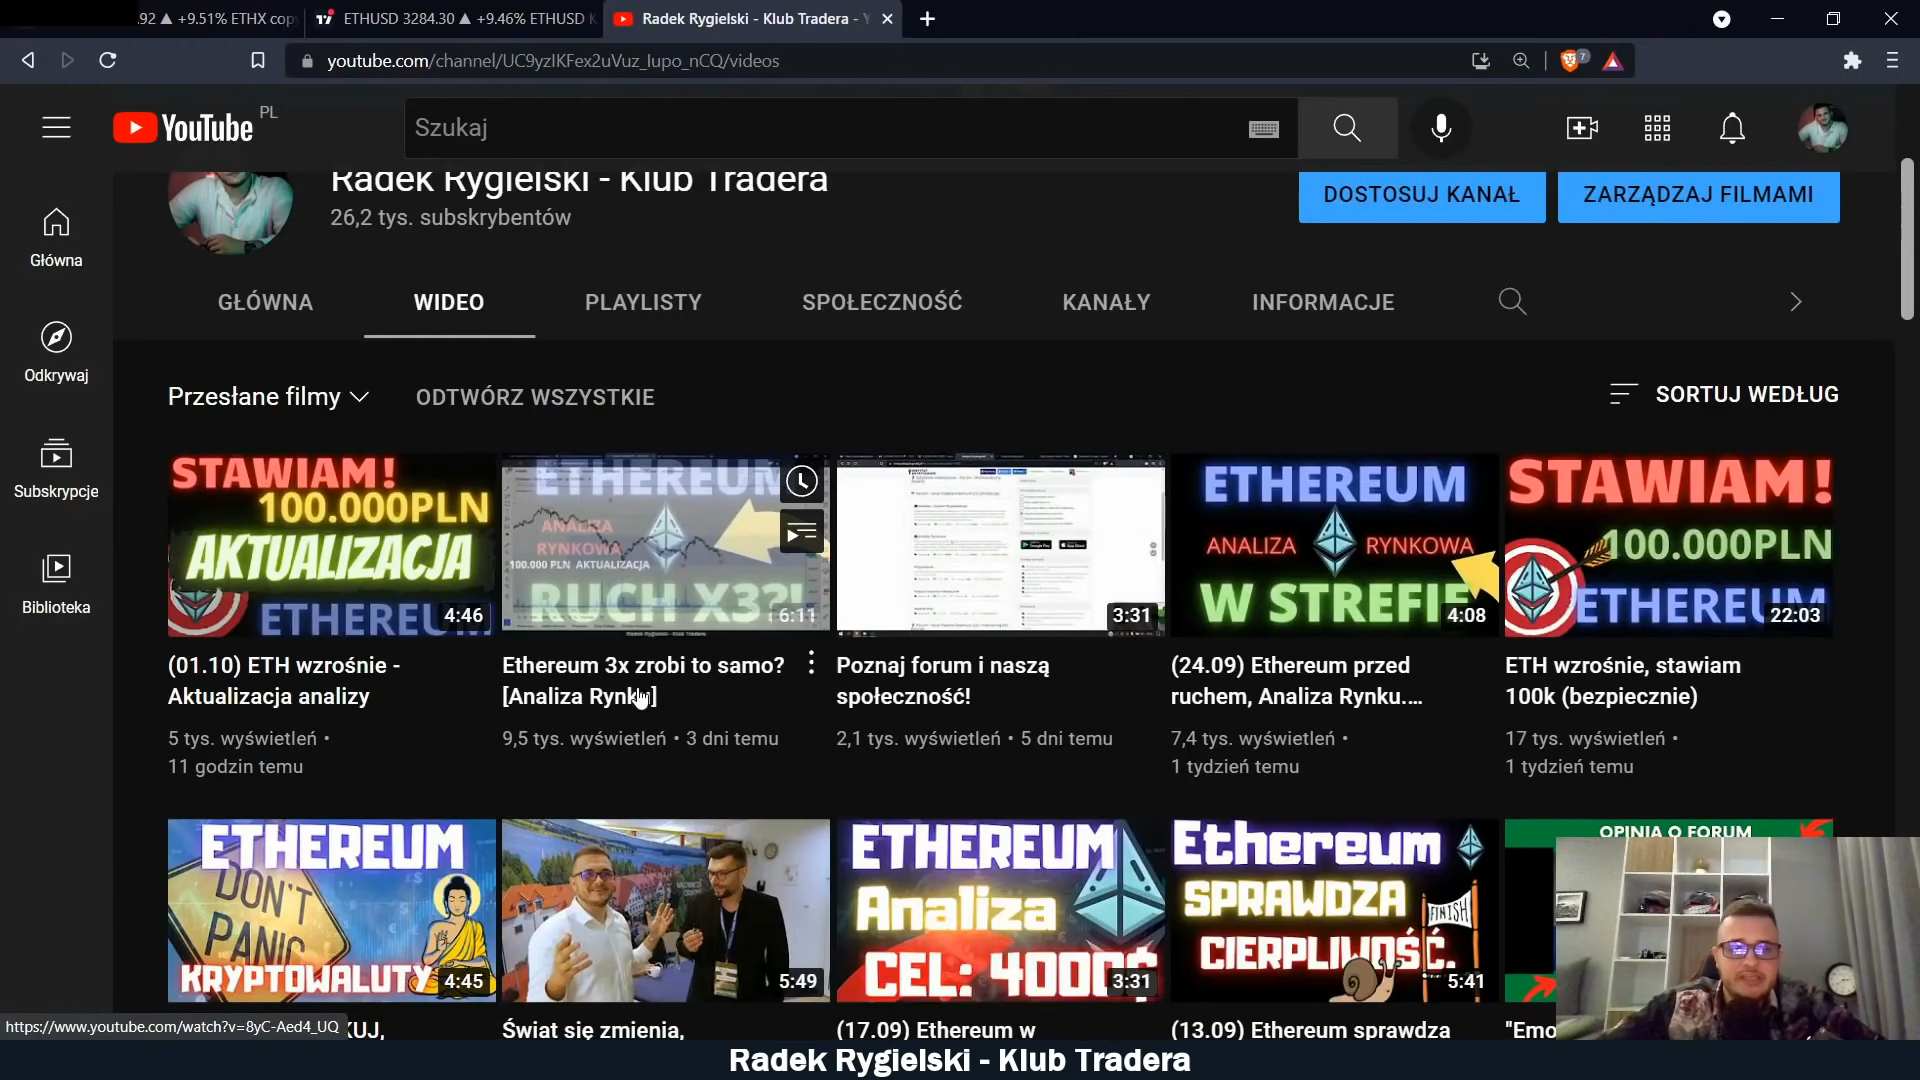 .92 ▲ +9.51% ETHX cop
ETHUSD 3284.30 ▲ +9.46% ETHUSD
Radek Rygielski - Klub Tradera -
youtube.com/channel/UC9yzIKFex2uVuz_lupo_nCQ/videos
7
YouTube PL
Szukaj
Główna
Odkrywaj
Subskrypcje
Biblioteka
Radek Rygielski - Klub Tradera
26,2 tys. subskrybentów
DOSTOSUJ KANAŁ
ZARZĄDZAJ FILMAMI
GŁÓWNA
WIDEO
PLAYLISTY
SPOŁECZNOŚĆ
KANAŁY
INFORMACJE
Przesłane filmy
ODTWÓRZ WSZYSTKIE
SORTUJ WEDŁUG
STAWIAM!
100.000PLN
AKTUALIZACJA
ETHEREUM
4:46
(01.10) ETH wzrośnie -
Aktualizacja analizy
5 tys. wyświetleń •
11 godzin temu
ETHEREUM
ANALIZA
RYNKOWA
100.000 PLN AKTUALIZACJA
RUCH X3?!
6:11
Ethereum 3x zrobi to samo?
[Analiza Rynku]
9,5 tys. wyświetleń • 3 dni temu
3:31
Poznaj forum i naszą
społeczność!
2,1 tys. wyświetleń • 5 dni temu
ETHEREUM
ANALIZA RYNKOWA
W STREFIE
4:08
(24.09) Ethereum przed
ruchem, Analiza Rynku....
7,4 tys. wyświetleń •
1 tydzień temu
STAWIAM!
100.000PLN
ETHEREUM
22:03
ETH wzrośnie, stawiam
100k (bezpiecznie)
17 tys. wyświetleń •
1 tydzień temu
ETHEREUM
DON'T
PANIC
KRYPTOWALUTY
4:45
KUJ,
5:49
Świat się zmienia,
ETHEREUM
Analiza
CEL: 4000$
3:31
(17.09) Ethereum w
Ethereum
SPRAWDZA
CIERPLIWOŚĆ.
FINISH
5:41
(13.09) Ethereum sprawdza
OPINIA O FORUM
"Emo
https://www.youtube.com/watch?v=8yC-Aed4_UQ
Radek Rygielski - Klub Tradera